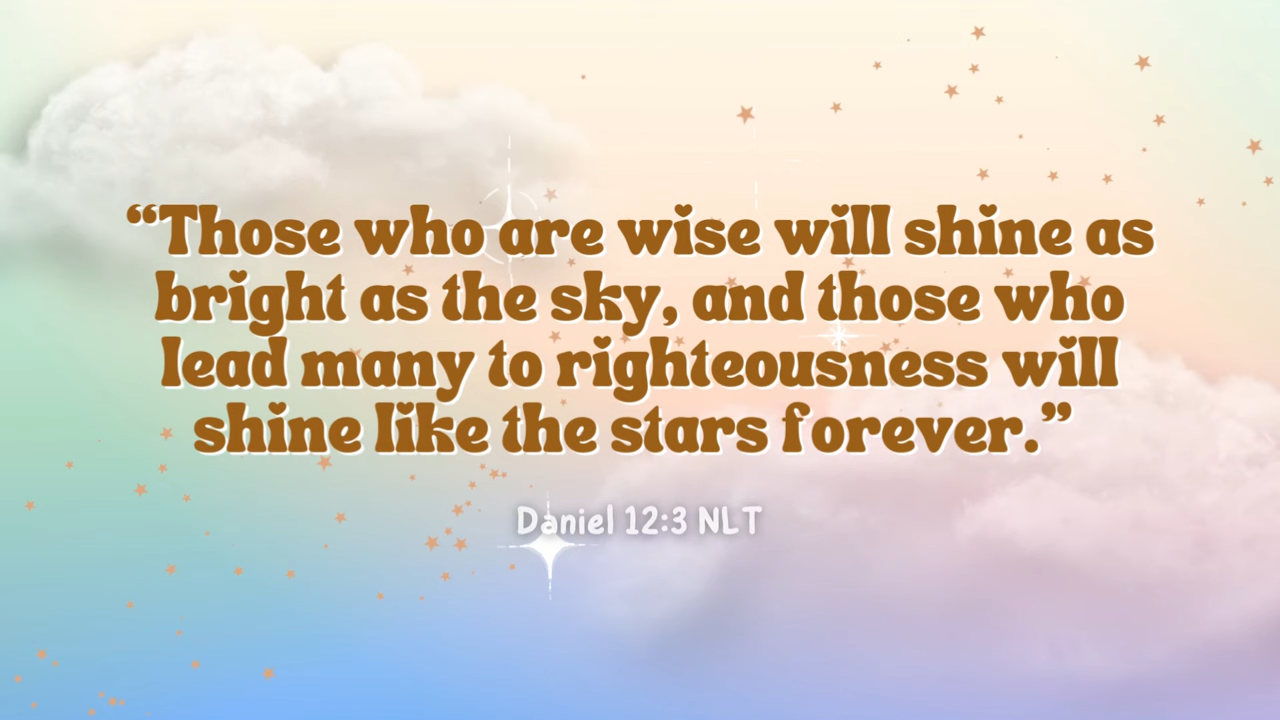 “Those who are wise will shine as
bright as the sky, and those who
lead many to righteousness will
shine like the stars forever.”
Daniel 12:3 NLT